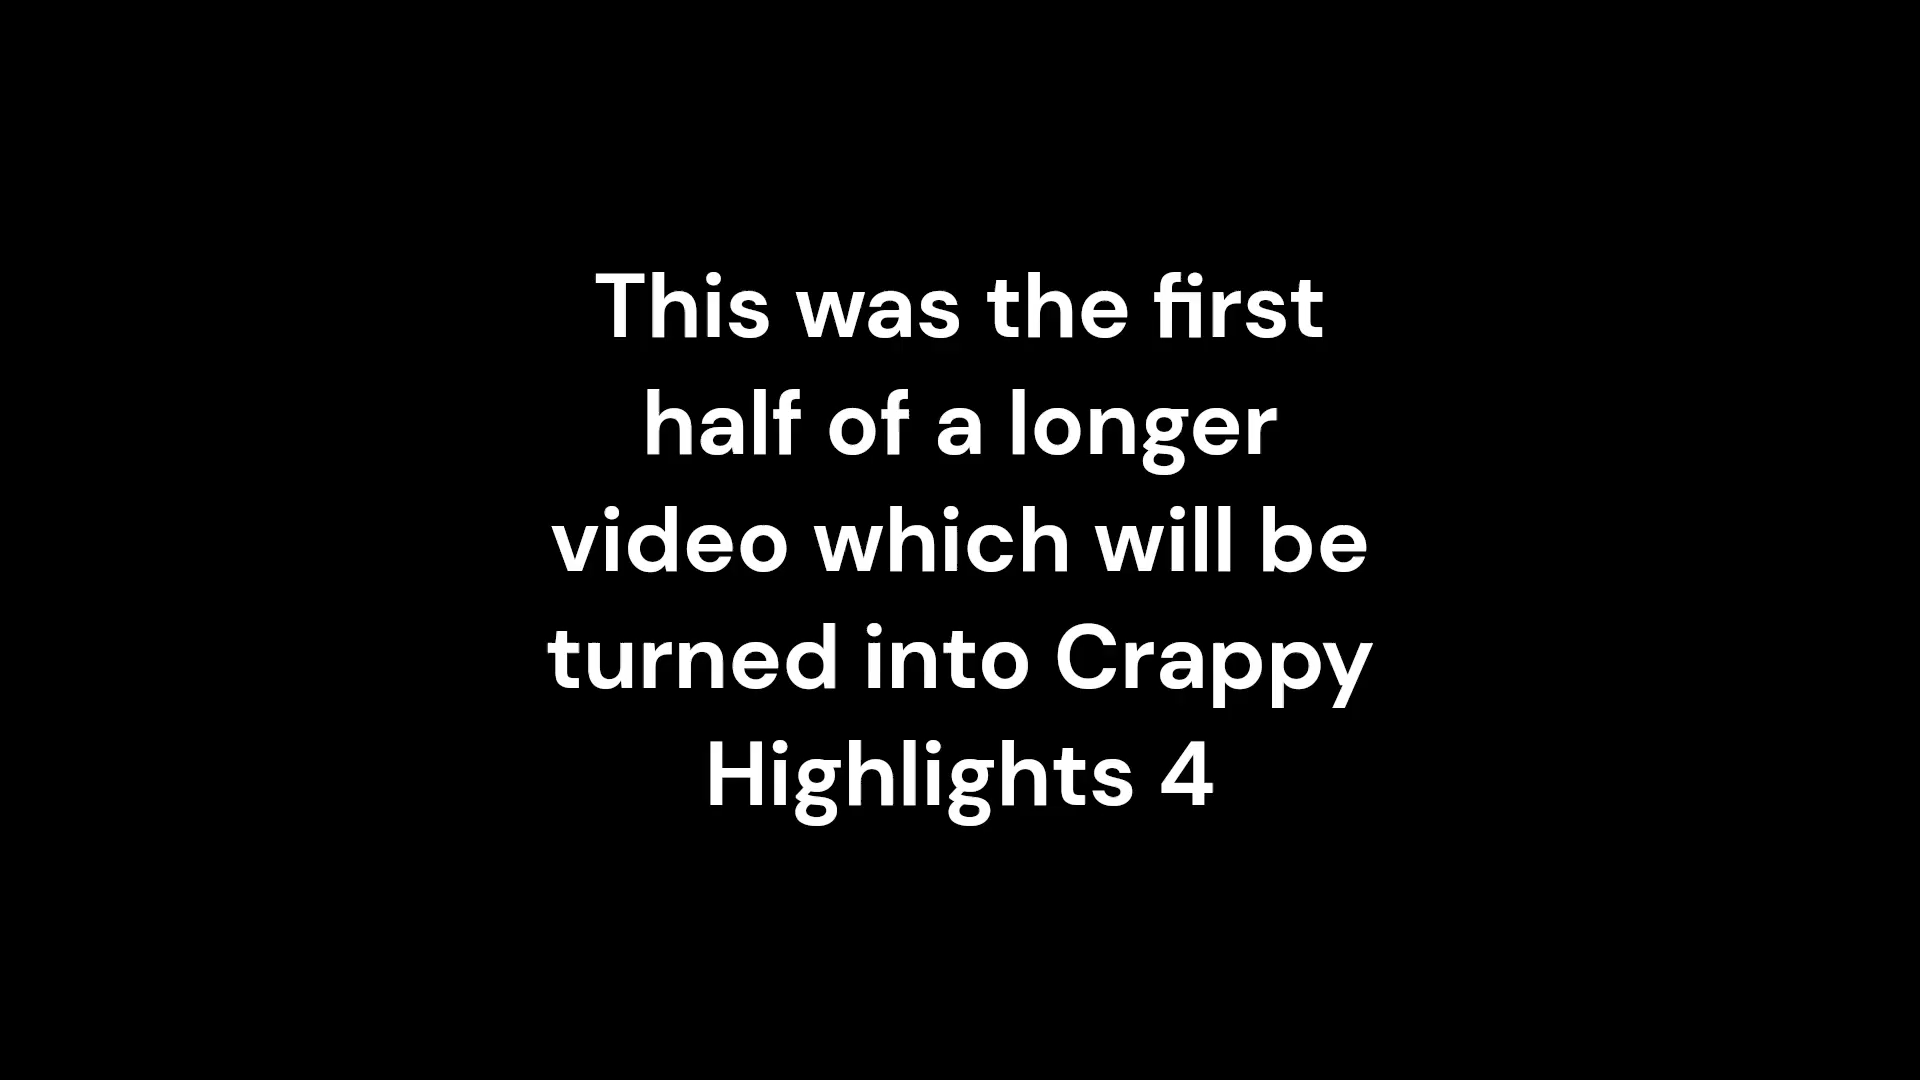 This was the first
half of a longer
video which will be
turned into Crappy
Highlights 4